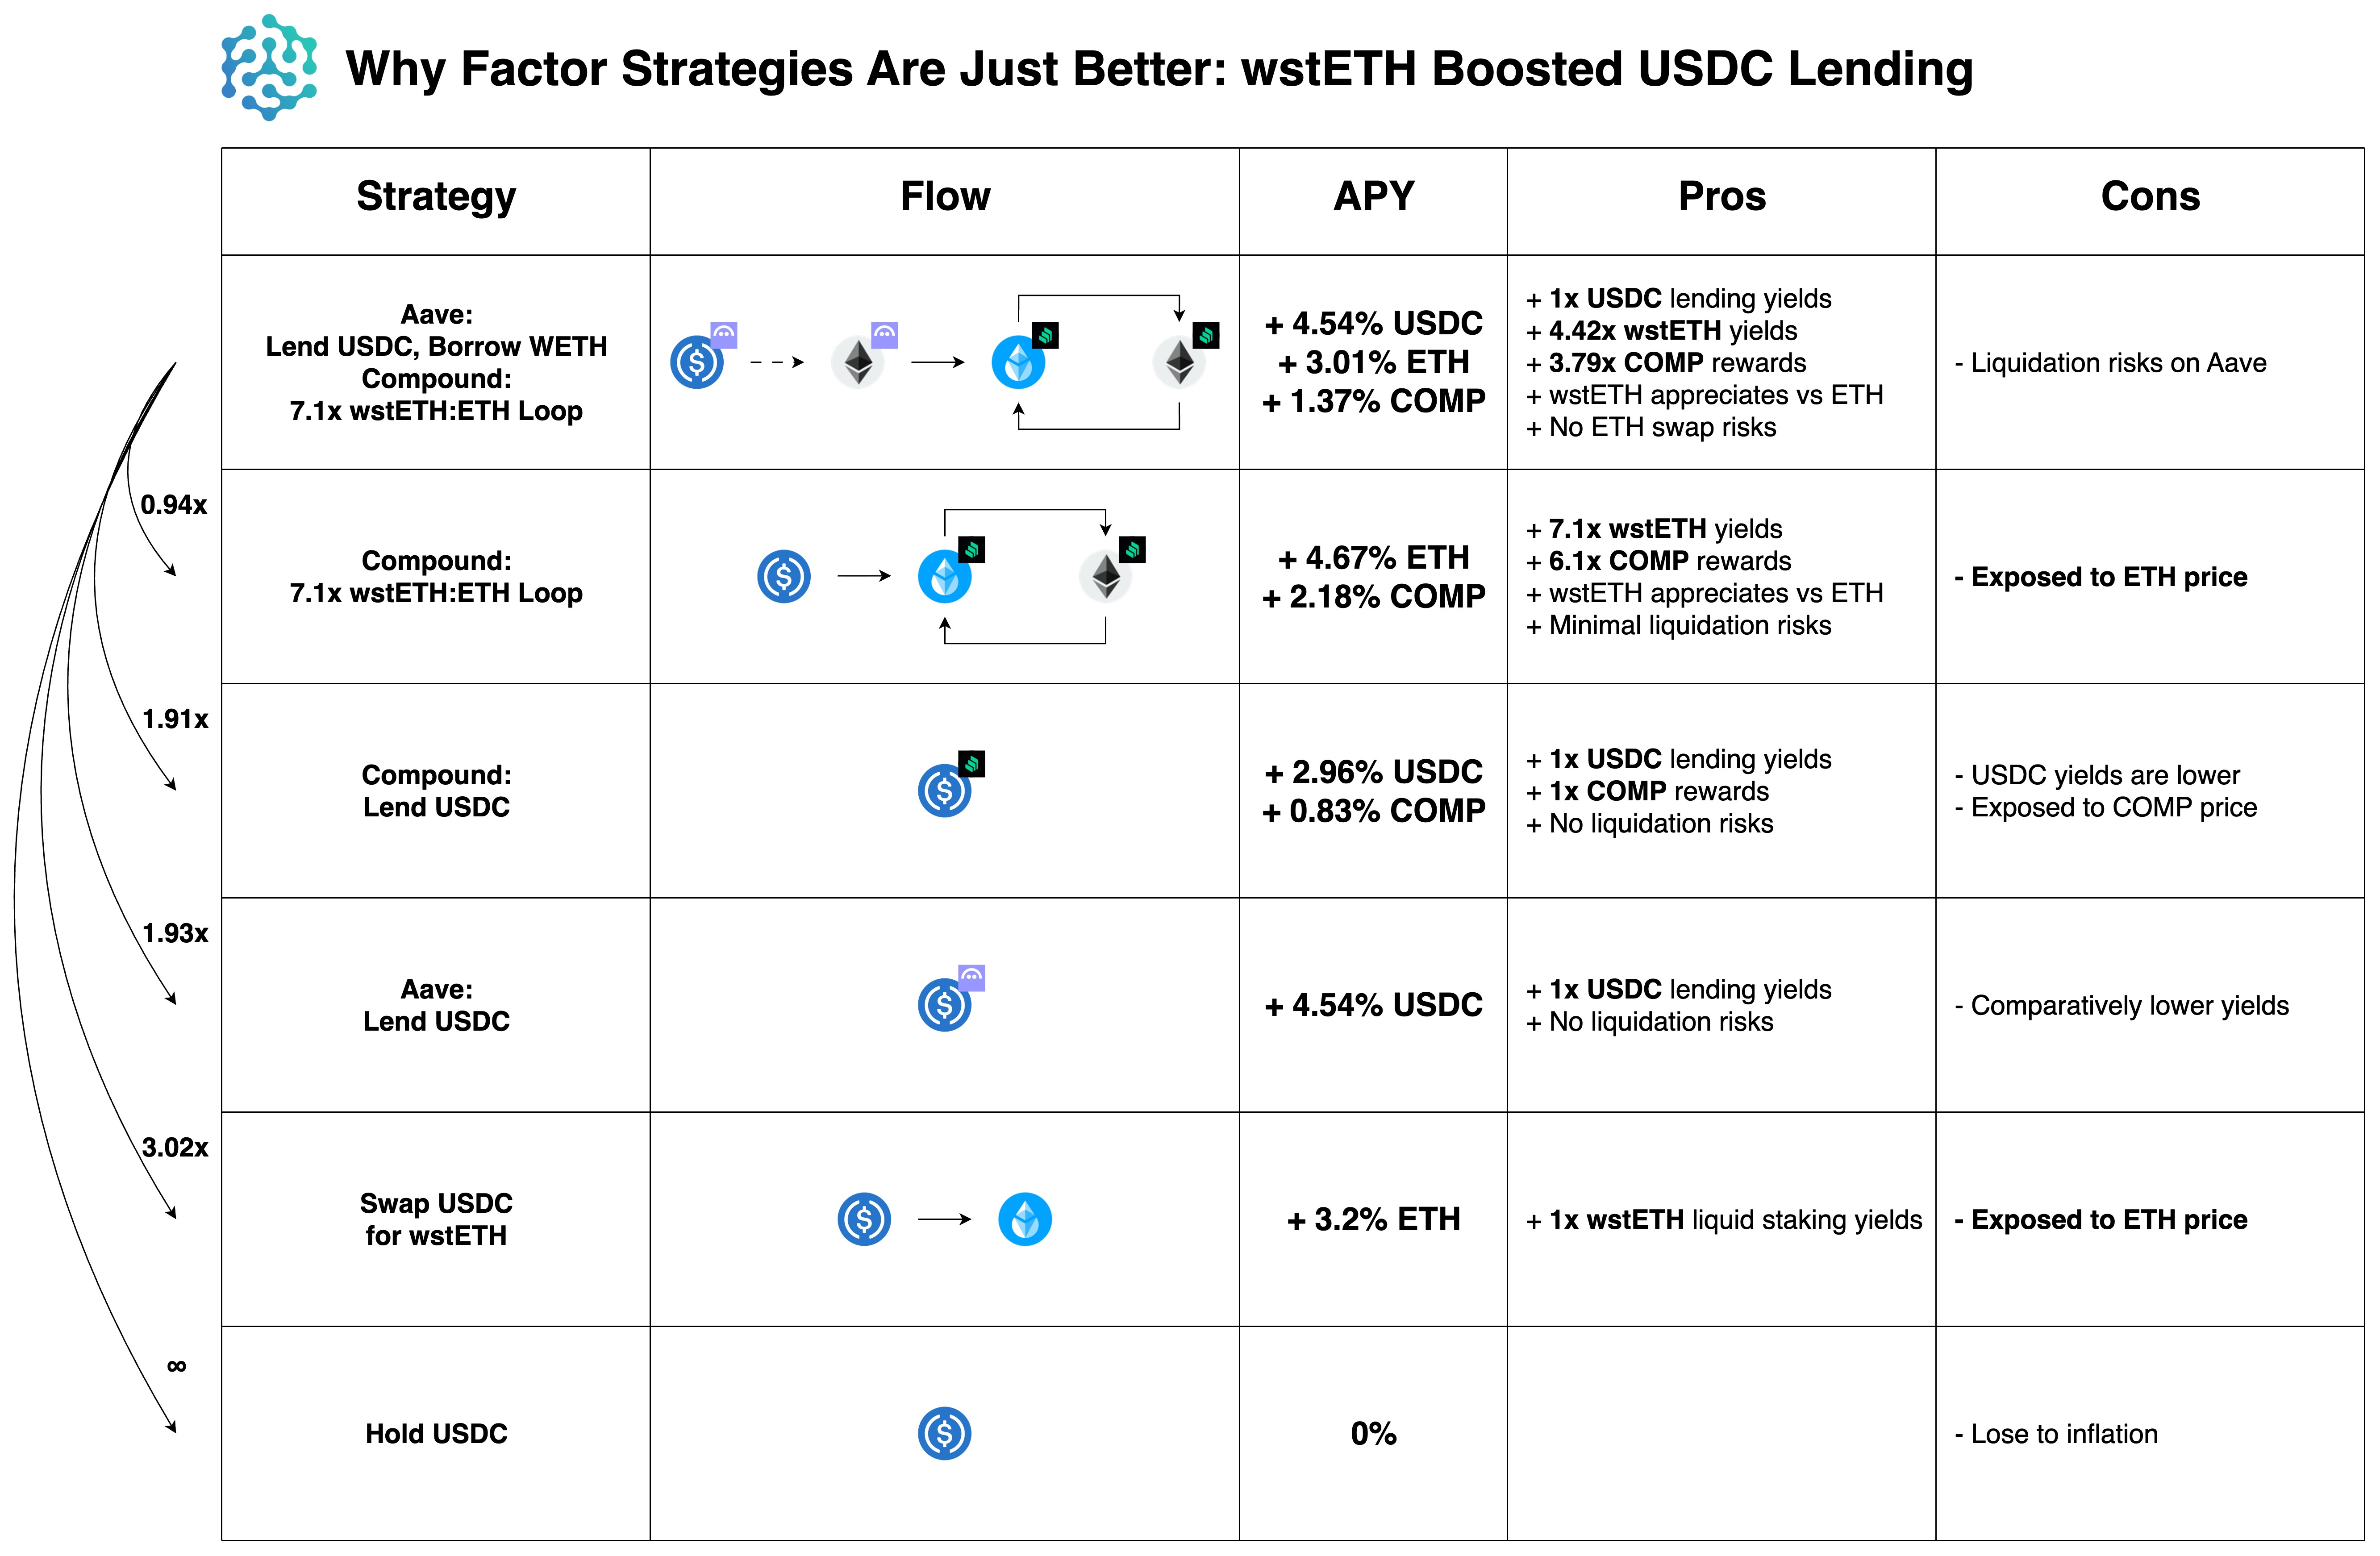 Why Factor Strategies Are Just Better: wstETH Boosted USDC Lending
Strategy
Flow
APY
Pros
Cons
Aave:
Lend USDC, Borrow WETH
Compound:
7.1x wstETH:ETH Loop
+ 4.54% USDC
+ 3.01% ETH
+ 1.37% COMP
+ 1x USDC lending yields
+ 4.42x wstETH yields
+ 3.79x COMP rewards
+ wstETH appreciates vs ETH
+ No ETH swap risks
- Liquidation risks on Aave
0.94x
Compound:
7.1x wstETH:ETH Loop
+ 4.67% ETH
+ 2.18% COMP
+ 7.1x wstETH yields
+ 6.1x COMP rewards
+ wstETH appreciates vs ETH
+ Minimal liquidation risks
- Exposed to ETH price
1.91x
Compound:
Lend USDC
+ 2.96% USDC
+ 0.83% COMP
+ 1x USDC lending yields
+ 1x COMP rewards
+ No liquidation risks
- USDC yields are lower
- Exposed to COMP price
1.93x
Aave:
Lend USDC
+ 4.54% USDC
+ 1x USDC lending yields
+ No liquidation risks
- Comparatively lower yields
3.02x
Swap USDC
for wstETH
+ 3.2% ETH
+ 1x wstETH liquid staking yields
- Exposed to ETH price
∞
Hold USDC
0%
- Lose to inflation